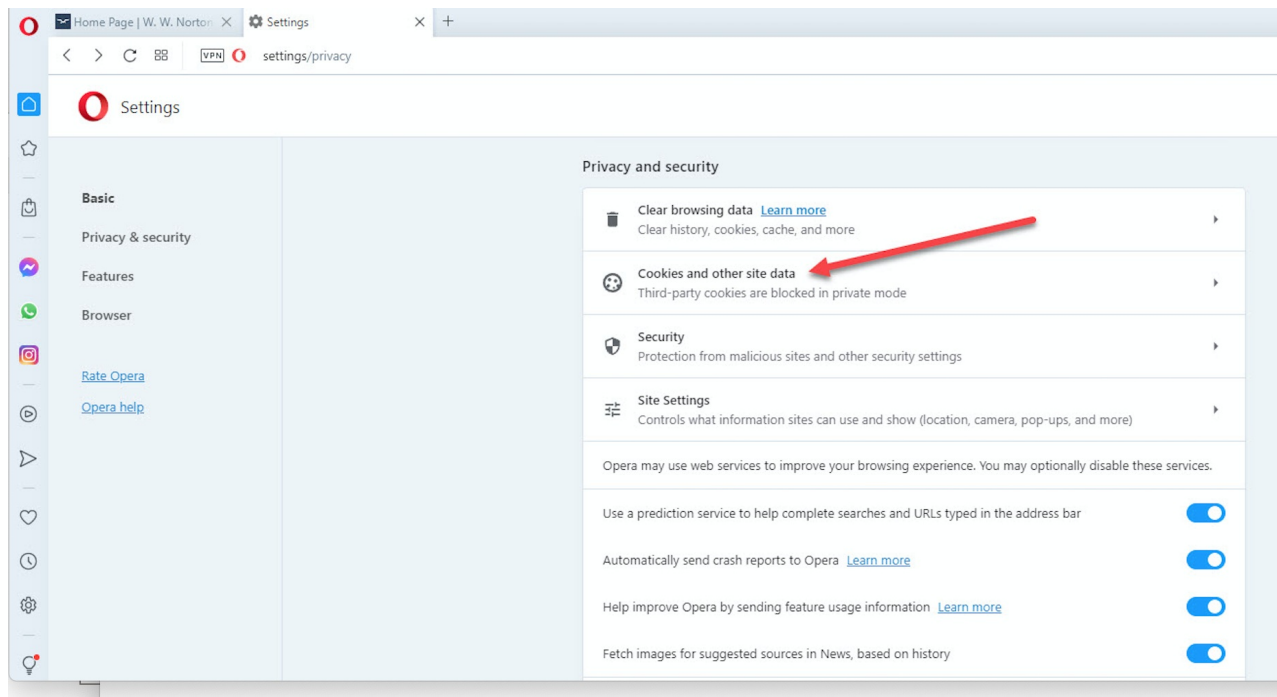 Home Page | W. W. Norton
Settings
VPN
settings/privacy
Settings
Basic
Privacy & security
Features
Browser
Rate Opera
Opera help
Privacy and security
Clear browsing data Learn more
Clear history, cookies, cache, and more
Cookies and other site data
Third-party cookies are blocked in private mode
Security
Protection from malicious sites and other security settings
Site Settings
Controls what information sites can use and show (location, camera, pop-ups, and more)
Opera may use web services to improve your browsing experience. You may optionally disable these services.
Use a prediction service to help complete searches and URLs typed in the address bar
Automatically send crash reports to Opera Learn more
Help improve Opera by sending feature usage information Learn more
Fetch images for suggested sources in News, based on history